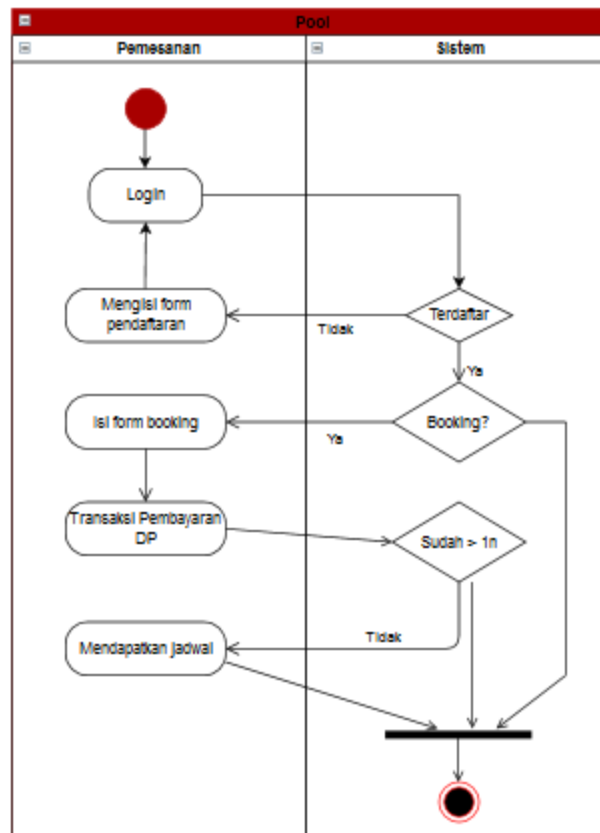 Pool
Pemesanan
Sistem
Login
Mengisi form
pendaftaran
Terdaftar
Tidak
Ya
Isi form booking
Booking?
Ya
Transaksi Pembayaran
DP
Sudah > 1n
Tidak
Mendapatkan jadwal